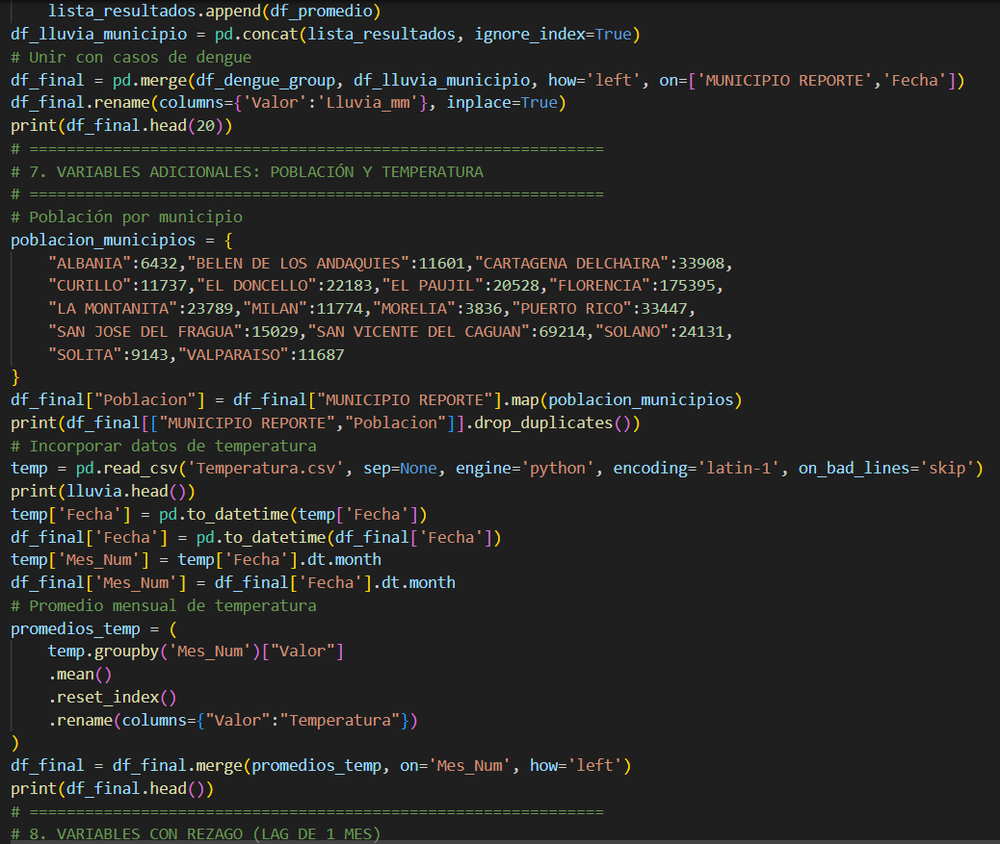 lista_resultados.append(df_promedio)
df_lluvia_municipio = pd.concat(lista_resultados, ignore_index=True)
# Unir con casos de dengue
df_final = pd.merge(df_dengue_group, df_lluvia_municipio, how='left', on=['MUNICIPIO REPORTE','Fecha'])
df_final.rename(columns={'Valor':'Lluvia_mm'}, inplace=True)
print(df_final.head(20))
# ==============================================================
# 7. VARIABLES ADICIONALES: POBLACIÓN Y TEMPERATURA
# ==============================================================
# Población por municipio
poblacion_municipios = {
"ALBANIA":6432,"BELEN DE LOS ANDAQUIES":11601,"CARTAGENA DELCHAIRA":33908,
"CURILLO":11737,"EL DONCELLO":22183,"EL PAUJIL":20528,"FLORENCIA":175395,
"LA MONTANITA":23789,"MILAN":11774,"MORELIA":3836,"PUERTO RICO":33447,
"SAN JOSE DEL FRAGUA":15029,"SAN VICENTE DEL CAGUAN":69214,"SOLANO":24131,
"SOLITA":9143,"VALPARAISO":11687
}
df_final["Poblacion"] = df_final["MUNICIPIO REPORTE"].map(poblacion_municipios)
print(df_final[["MUNICIPIO REPORTE","Poblacion"]].drop_duplicates())
# Incorporar datos de temperatura
temp = pd.read_csv('Temperatura.csv', sep=None, engine='python', encoding='latin-1', on_bad_lines='skip')
print(lluvia.head())
temp['Fecha'] = pd.to_datetime(temp['Fecha'])
df_final['Fecha'] = pd.to_datetime(df_final['Fecha'])
temp['Mes_Num'] = temp['Fecha'].dt.month
df_final['Mes_Num'] = df_final['Fecha'].dt.month
# Promedio mensual de temperatura
promedios_temp = (
temp.groupby('Mes_Num')["Valor"]
.mean()
.reset_index()
.rename(columns={"Valor":"Temperatura"})
)
df_final = df_final.merge(promedios_temp, on='Mes_Num', how='left')
print(df_final.head())
# ==============================================================
# 8. VARIABLES CON REZAGO (LAG DE 1 MES)